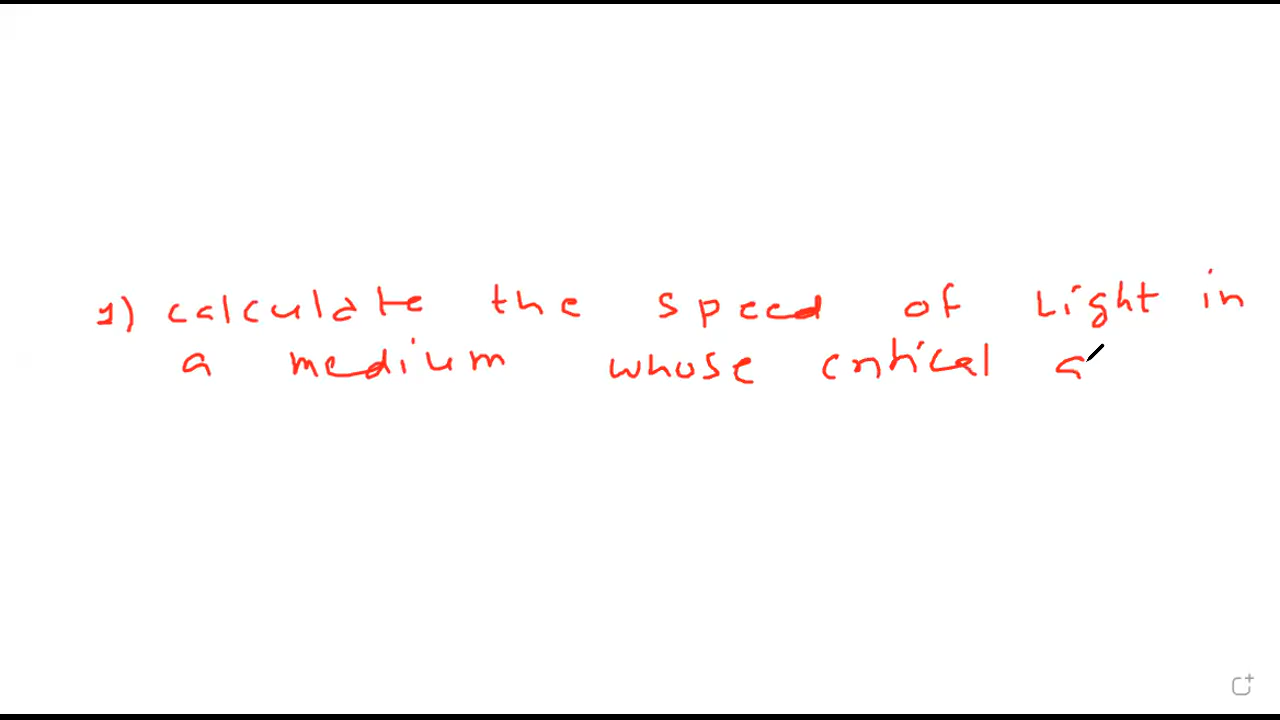 1) calculate the speed of Light in
a medium whose critical a